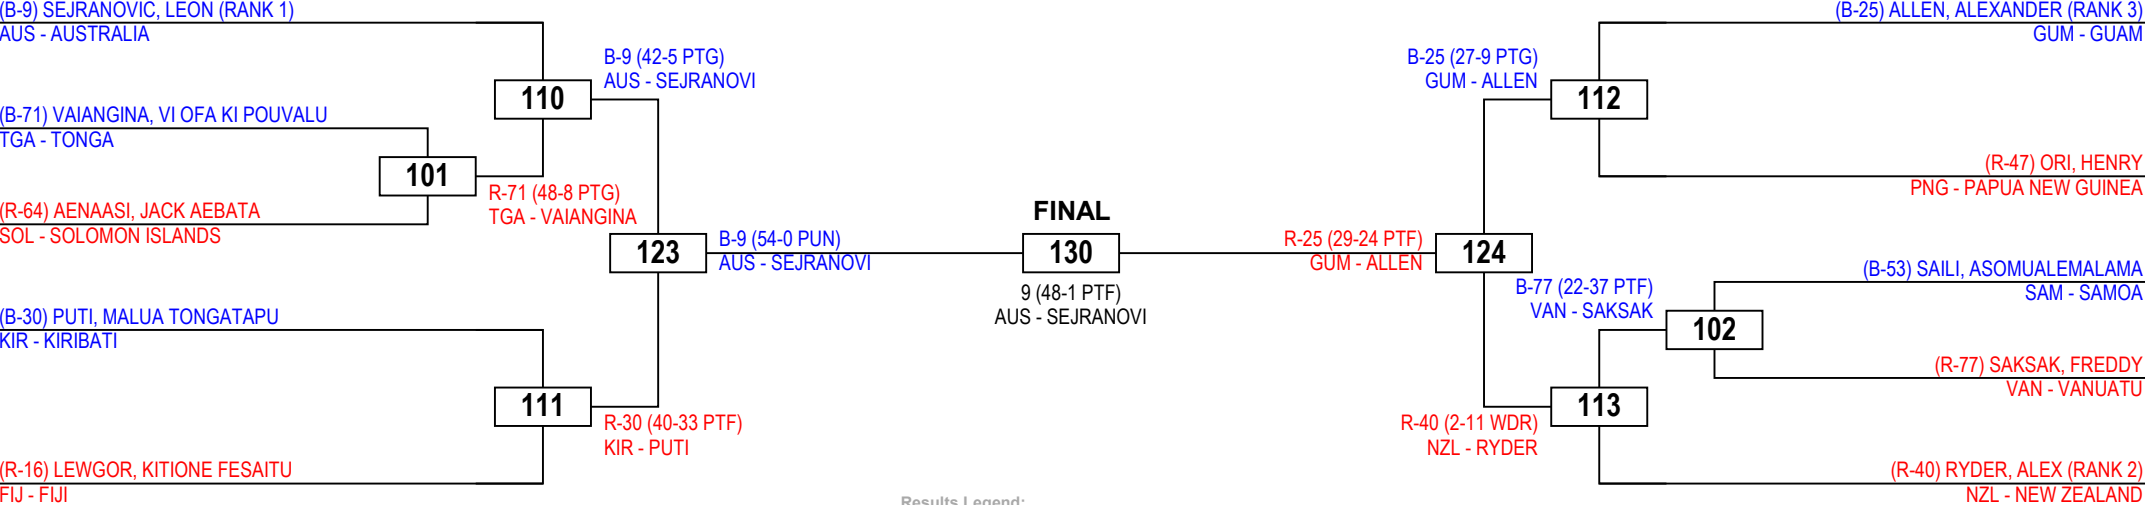 (B-9) SEJRANOVIC, LEON (RANK 1)
AUS - AUSTRALIA
(B-71) VAIANGINA, VI OFA KI POUVALU
TGA - TONGA
(R-64) AENAASI, JACK AEBATA
SOL - SOLOMON ISLANDS
(B-30) PUTI, MALUA TONGATAPU
KIR - KIRIBATI
(R-16) LEWGOR, KITIONE FESAITU
FIJ - FIJI
101
R-71 (48-8 PTG)
TGA - VAIANGINA
110
B-9 (42-5 PTG)
AUS - SEJRANOVI
111
R-30 (40-33 PTF)
KIR - PUTI
123
B-9 (54-0 PUN)
AUS - SEJRANOVI
FINAL
130
9 (48-1 PTF)
AUS - SEJRANOVI
R-25 (29-24 PTF)
GUM - ALLEN
124
B-25 (27-9 PTG)
GUM - ALLEN
112
R-40 (2-11 WDR)
NZL - RYDER
113
B-77 (22-37 PTF)
VAN - SAKSAK
102
(B-25) ALLEN, ALEXANDER (RANK 3)
GUM - GUAM
(R-47) ORI, HENRY
PNG - PAPUA NEW GUINEA
(B-53) SAILI, ASOMUALEMALAMA
SAM - SAMOA
(R-77) SAKSAK, FREDDY
VAN - VANUATU
(R-40) RYDER, ALEX (RANK 2)
NZL - NEW ZEALAND
Results Legend: